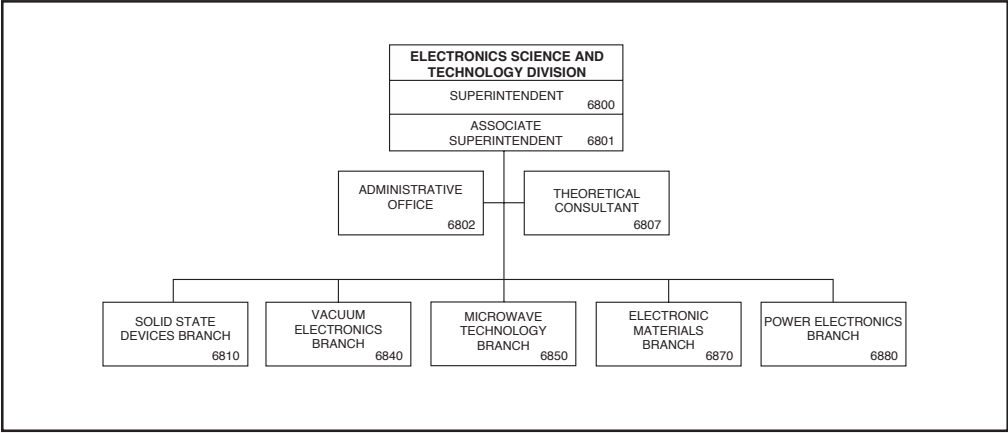 ELECTRONICS SCIENCE AND
TECHNOLOGY DIVISION
SUPERINTENDENT
6800
ASSOCIATE
SUPERINTENDENT 6801
ADMINISTRATIVE
OFFICE
6802
THEORETICAL
CONSULTANT
6807
SOLID STATE
DEVICES BRANCH
6810
VACUUM
ELECTRONICS
BRANCH
6840
MICROWAVE
TECHNOLOGY
BRANCH
6850
ELECTRONIC
MATERIALS
BRANCH
6870
POWER ELECTRONICS
BRANCH
6880